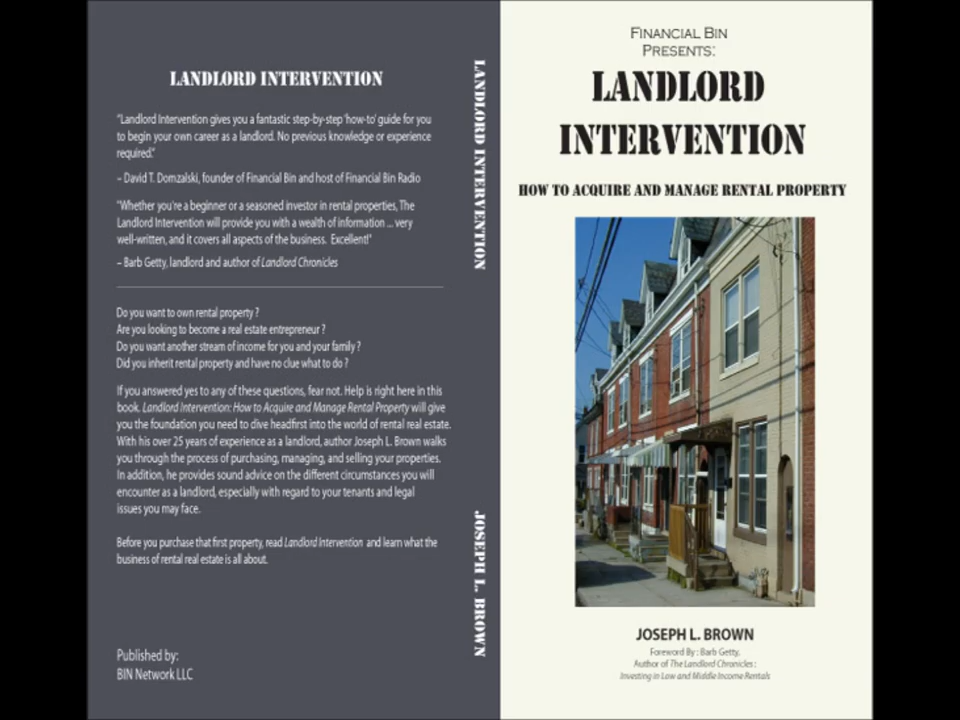 LANDLORD INTERVENTION
"Landlord Intervention gives you a fantastic step-by-step 'how-to' guide for you
to begin your own career as a landlord. No previous knowledge or experience
required."
– David T. Domzalski, founder of Financial Bin and host of Financial Bin Radio
"Whether you're a beginner or a seasoned investor in rental properties, The
Landlord Intervention will provide you with a wealth of information ... very
well-written, and it covers all aspects of the business. Excellent!"
– Barb Getty, landlord and author of Landlord Chronicles
Do you want to own rental property ?
Are you looking to become a real estate entrepreneur ?
Do you want another stream of income for you and your family ?
Did you inherit rental property and have no clue what to do ?
If you answered yes to any of these questions, fear not. Help is right here in this
book. Landlord Intervention: How to Acquire and Manage Rental Property will give
you the foundation you need to dive headfirst into the world of rental real estate.
With his over 25 years of experience as a landlord, author Joseph L. Brown walks
you through the process of purchasing, managing, and selling your properties.
In addition, he provides sound advice on the different circumstances you will
encounter as a landlord, especially with regard to your tenants and legal
issues you may face.
Before you purchase that first property, read Landlord Intervention and learn what the
business of rental real estate is all about.
Published by:
BIN Network LLC
LANDLORD INTERVENTION
JOSEPH L. BROWN
FINANCIAL BIN
PRESENTS:
LANDLORD
INTERVENTION
HOW TO ACQUIRE AND MANAGE RENTAL PROPERTY
JOSEPH L. BROWN
Foreword By : Barb Getty,
Author of The Landlord Chronicles :
Investing in Low and Middle Income Rentals